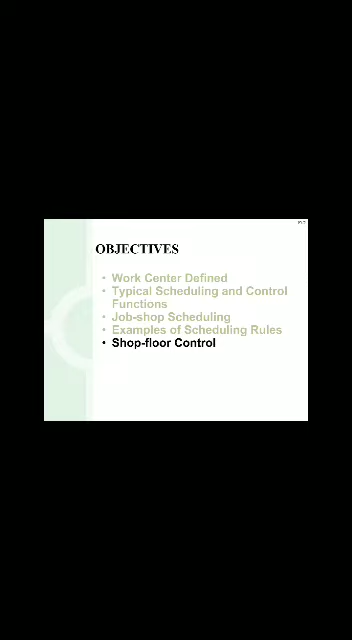 OBJECTIVES
• Work Center Defined
• Typical Scheduling and Control
Functions
• Job-shop Scheduling
• Examples of Scheduling Rules
• Shop-floor Control